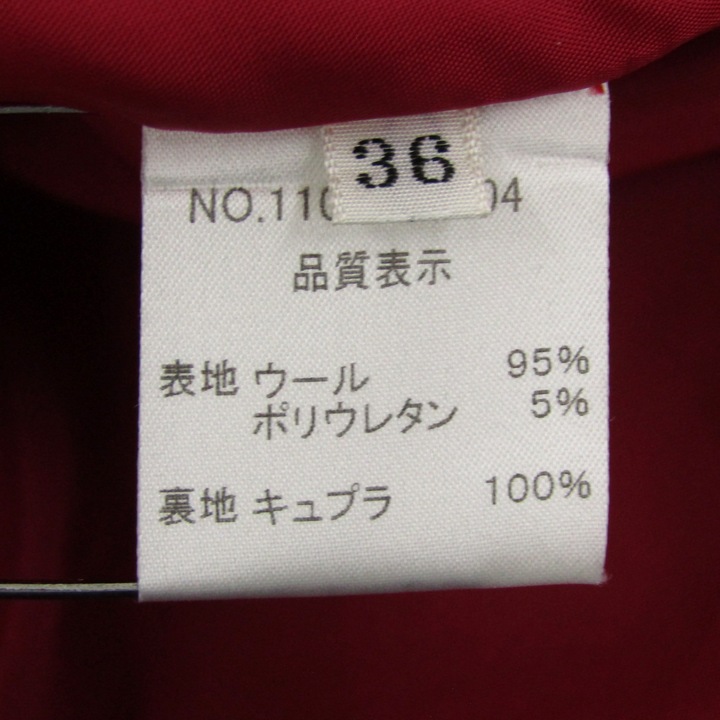 36
NO.110 04
品質表示
表地 ウール 95%
ポリウレタン 5%
裏地 キュプラ 100%